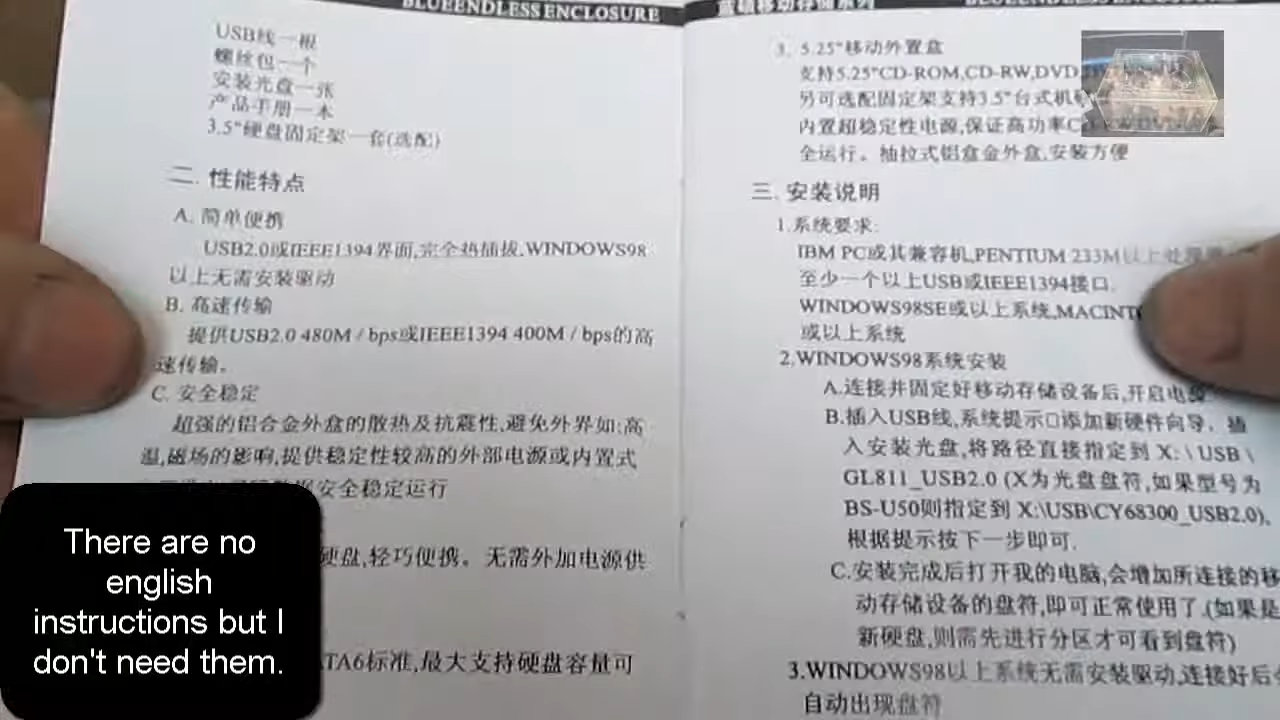 BLUEENDLESS ENCLOSURE
USB线一根
螺丝包一个
安装光盘一张
产品手册一本
3.5"硬盘固定架一套(选配)
二. 性能特点
A. 简单便携
USB2.0或IEEE1394界面,完全热插拔,WINDOWS98
以上无需安装驱动
B. 高速传输
提供USB2.0 480M / bps或IEEE1394 400M / bps的高
速传输。
C. 安全稳定
超强的铝合金外盒的散热及抗震性,避免外界如:高
温,磁场的影响,提供稳定性较高的外部电源或内置式
安全稳定运行
硬盘,轻巧便携。无需外加电源供
ATA6标准,最大支持硬盘容量可
蓝硕移动存储系列
BLUEENDLESS ENCLOSURE
3. 5.25"移动外置盒
支持5.25"CD-ROM,CD-RW,DVD
另可选配固定架支持3.5"台式机
内置超稳定性电源,保证高功率
全运行。抽拉式铝盒金外盒,安装方便
三. 安装说明
1.系统要求:
IBM PC或其兼容机,PENTIUM 233M以上处理
至少一个以上USB或IEEE1394接口.
WINDOWS98SE或以上系统,MACINT
或以上系统
2.WINDOWS98系统安装
A.连接并固定好移动存储设备后,开启电
B.插入USB线,系统提示□添加新硬件向导, 插
入安装光盘,将路径直接指定到 X: \ USB \
GL811_USB2.0 (X为光盘盘符,如果型号为
BS-U50则指定到 X:\USB\CY68300_USB2.0),
根据提示按下一步即可.
C.安装完成后打开我的电脑,会增加所连接的移
动存储设备的盘符,即可正常使用了.(如果是
新硬盘,则需先进行分区才可看到盘符)
3.WINDOWS98以上系统无需安装驱动,连接好后会
自动出现盘符
There are no
english
instructions but I
don't need them.